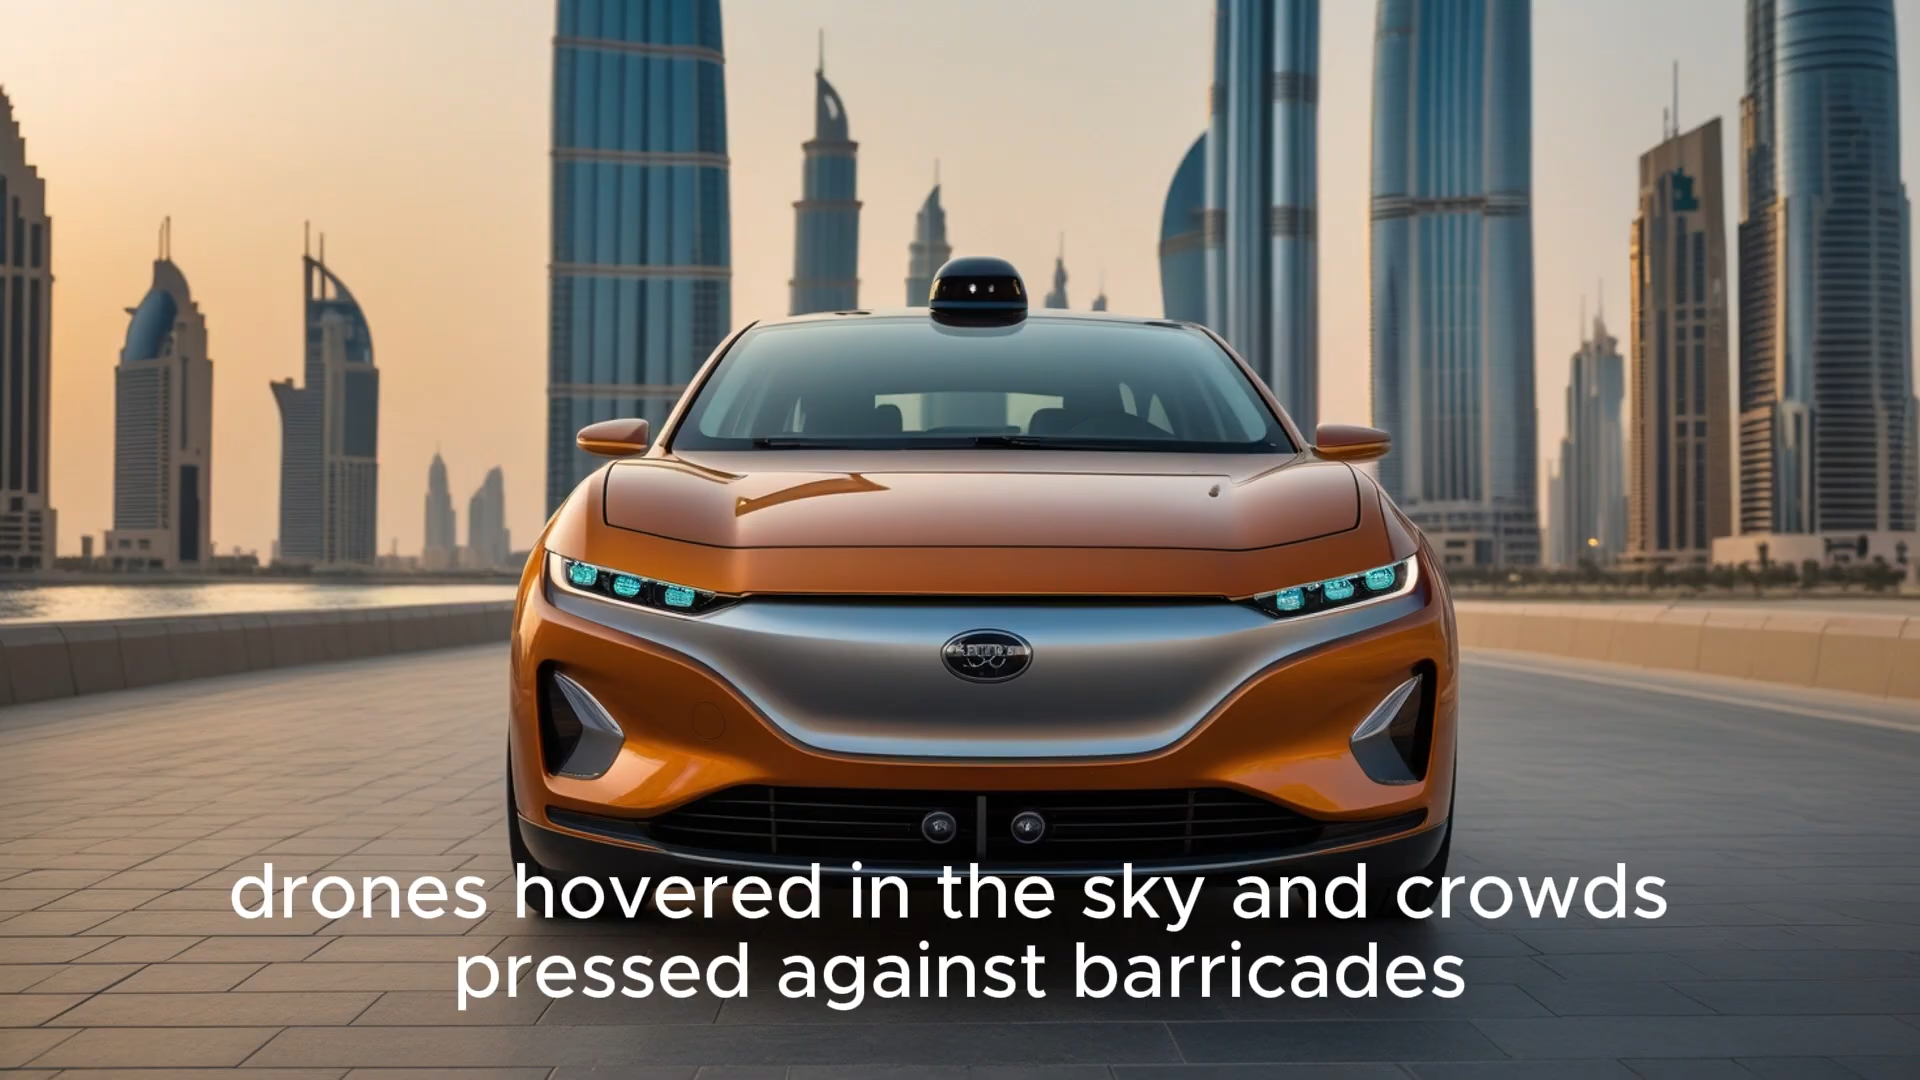 drones hovered in the sky and crowds
pressed against barricades